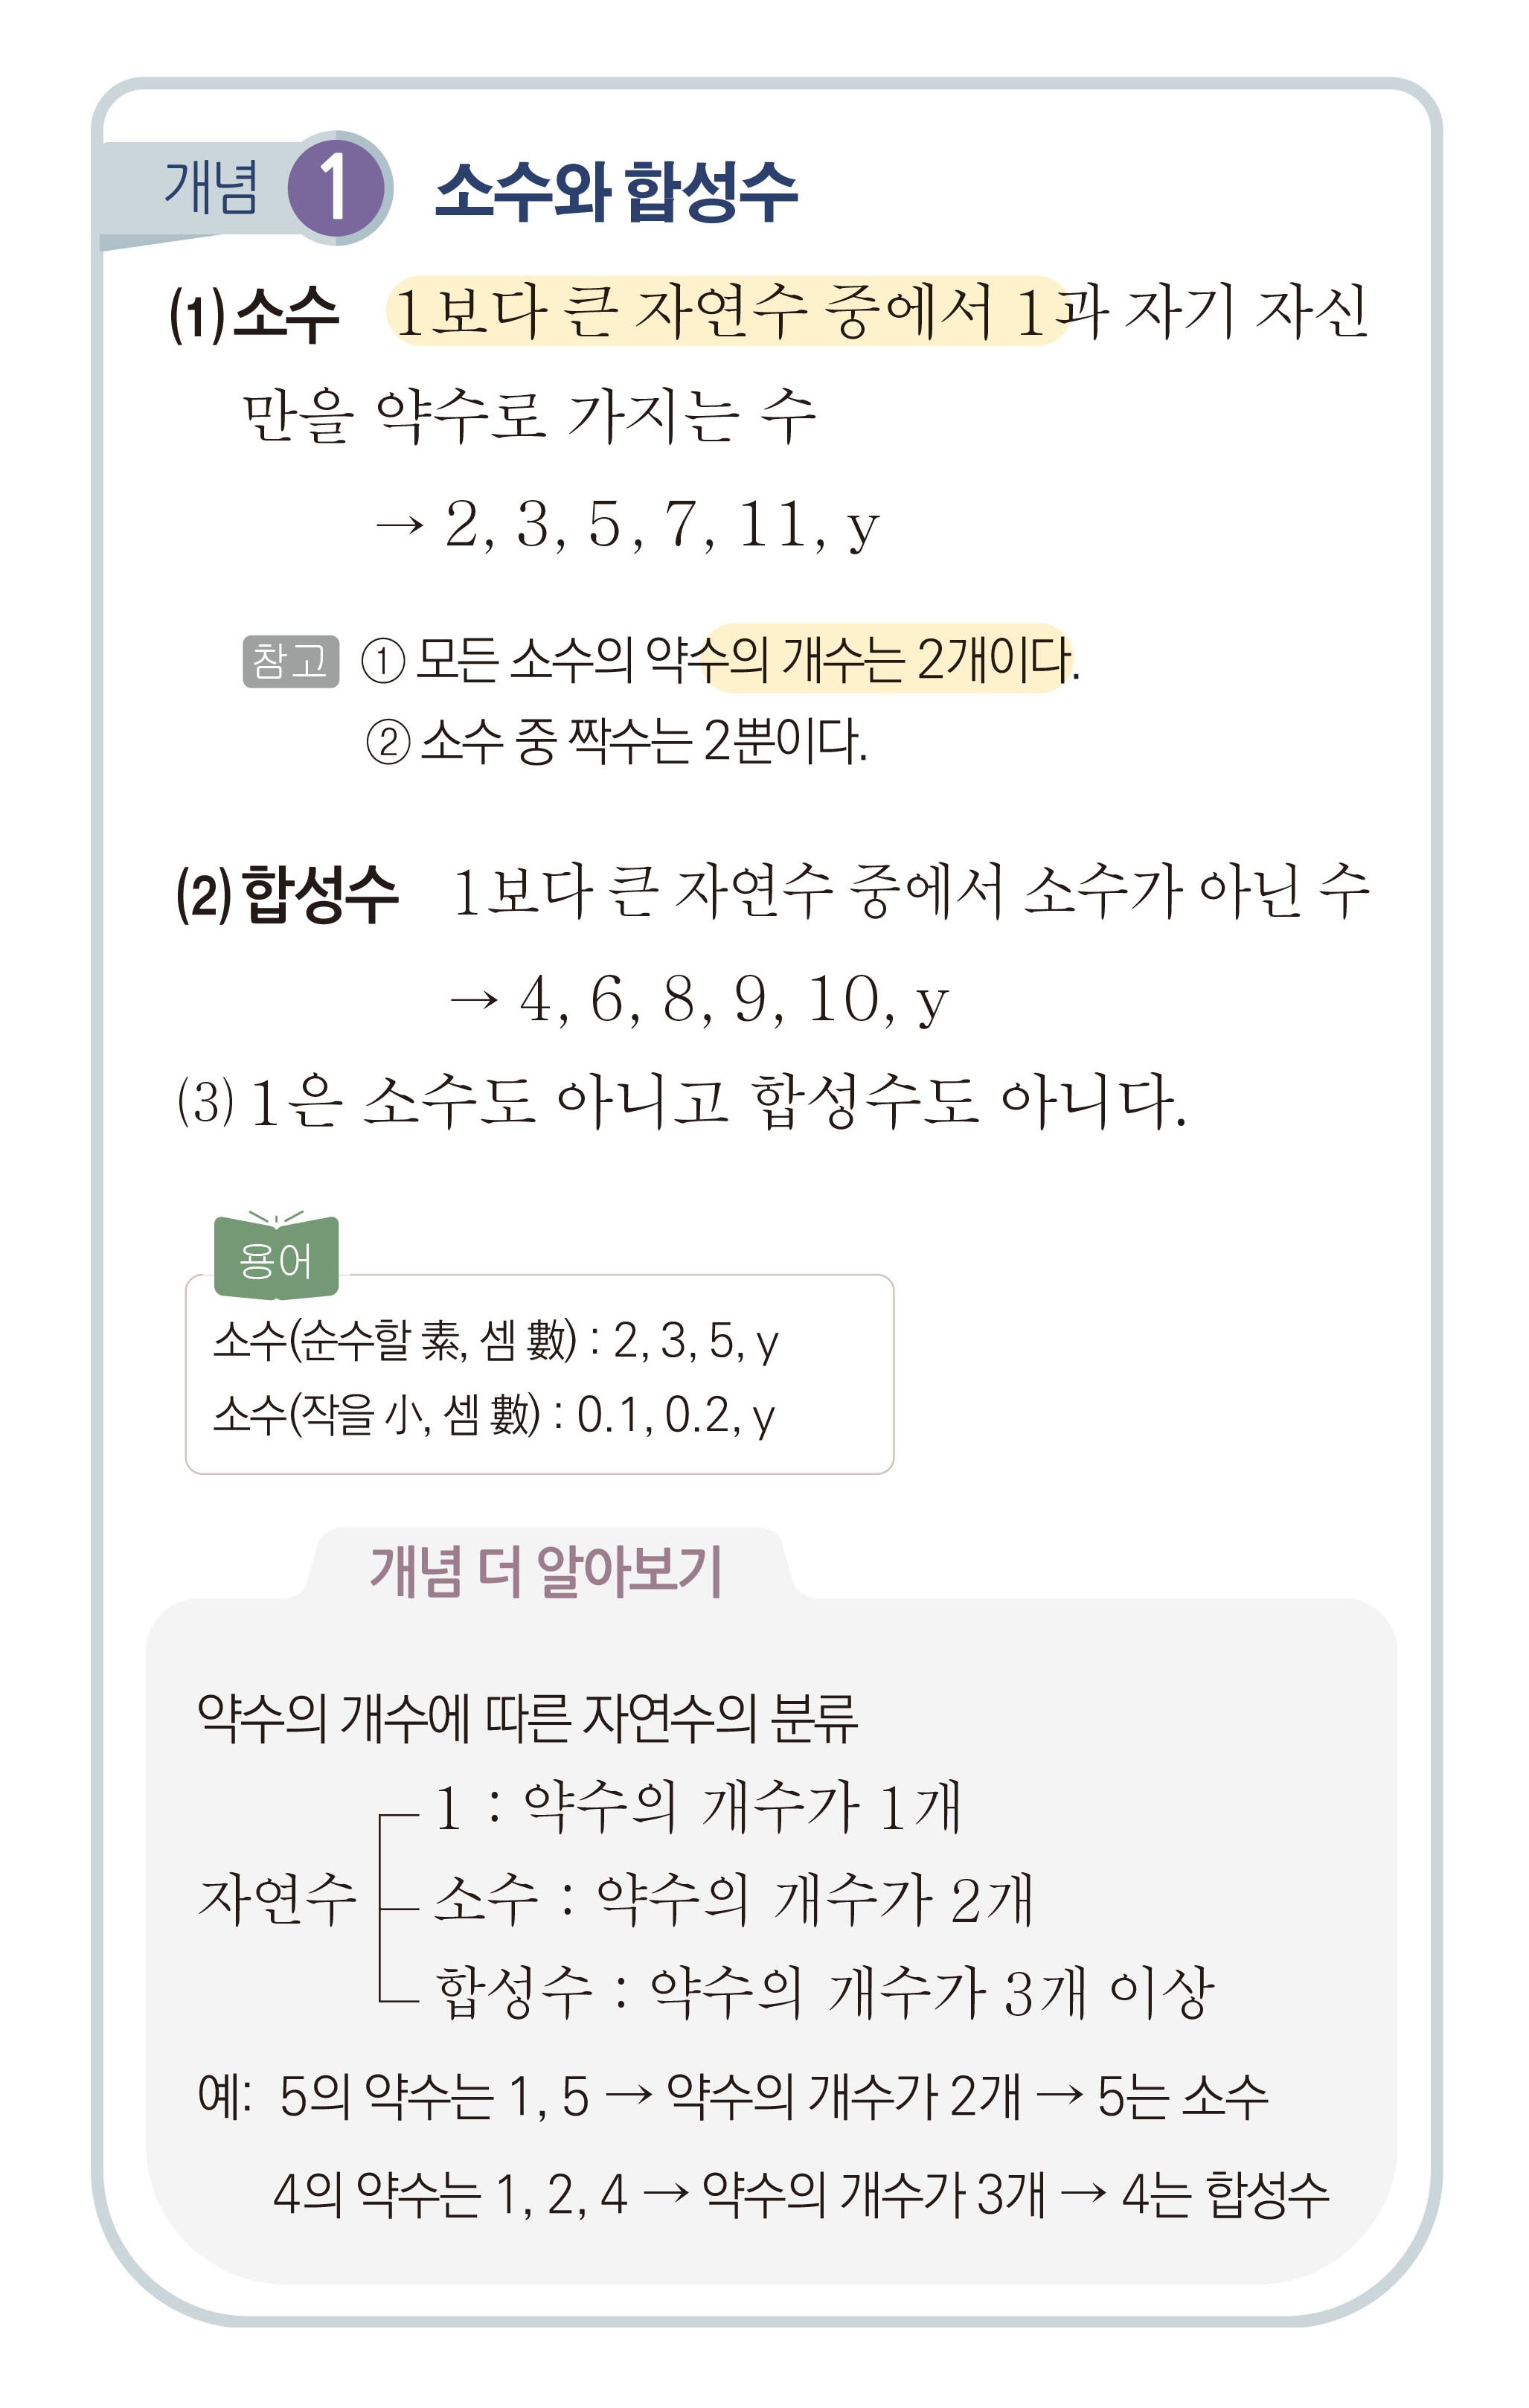 개념 1 소수와 합성수
(1) 소수 1보다 큰 자연수 중에서 1과 자기 자신
만을 약수로 가지는 수
→ 2, 3, 5, 7, 11, y
참고 ① 모든 소수의 약수의 개수는 2개이다.
② 소수 중 짝수는 2뿐이다.
(2) 합성수 1보다 큰 자연수 중에서 소수가 아닌 수
→ 4, 6, 8, 9, 10, y
(3) 1은 소수도 아니고 합성수도 아니다.
용어
소수(순수할 素, 셈 數) : 2, 3, 5, y
소수(작을 小, 셈 數) : 0.1, 0.2, y
개념 더 알아보기
약수의 개수에 따른 자연수의 분류
1 : 약수의 개수가 1개
자연수 소수 : 약수의 개수가 2개
합성수 : 약수의 개수가 3개 이상
예: 5의 약수는 1, 5 → 약수의 개수가 2개 → 5는 소수
4의 약수는 1, 2, 4 → 약수의 개수가 3개 → 4는 합성수